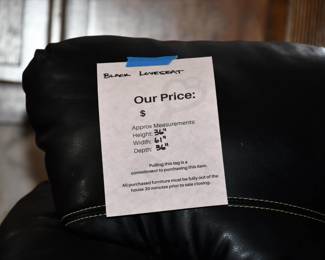 Black Loveseat
Our Price:
$
Approx Measurements:
Height: 36"
Width: 61"
Depth: 36"
Pulling this tag is a
commitment to purchasing this item.
All purchased furniture must be fully out of the
house 30 minutes prior to sale closing.